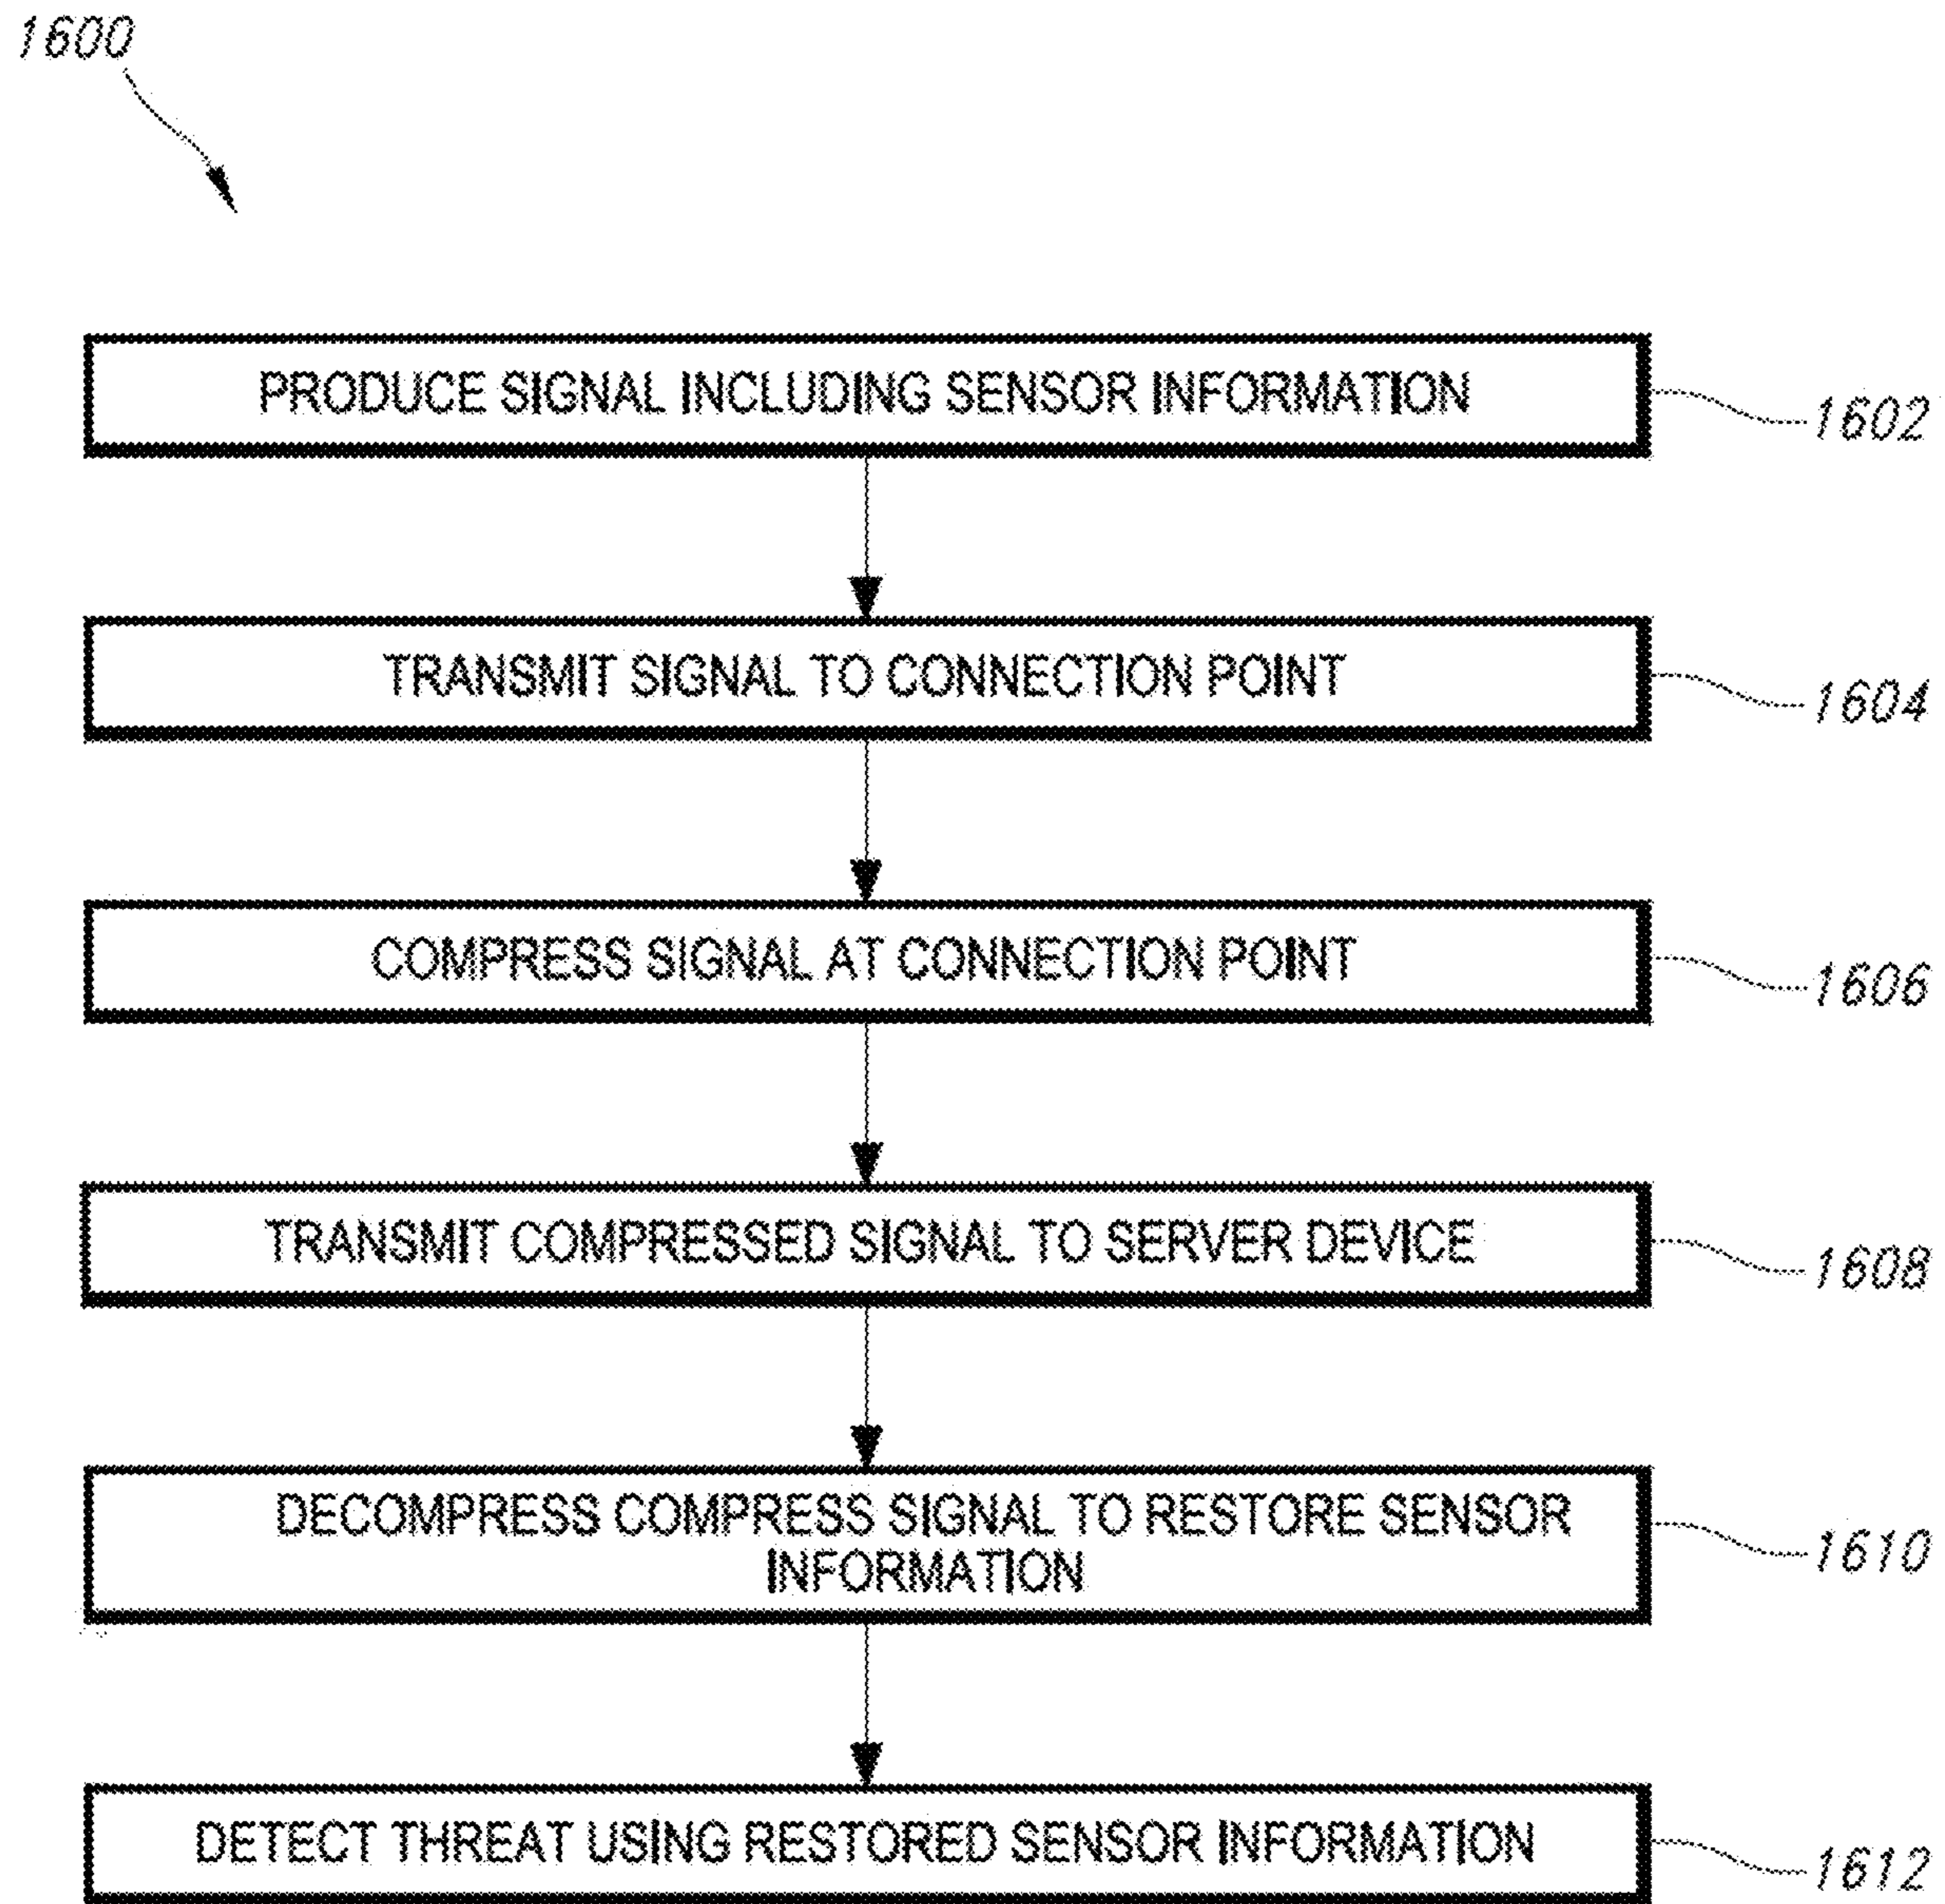 1600
PRODUCE SIGNAL INCLUDING SENSOR INFORMATION
1602
TRANSMIT SIGNAL TO CONNECTION POINT
1604
COMPRESS SIGNAL AT CONNECTION POINT
1606
TRANSMIT COMPRESSED SIGNAL TO SERVER DEVICE
1608
DECOMPRESS COMPRESS SIGNAL TO RESTORE SENSOR
INFORMATION
1610
DETECT THREAT USING RESTORED SENSOR INFORMATION
1612